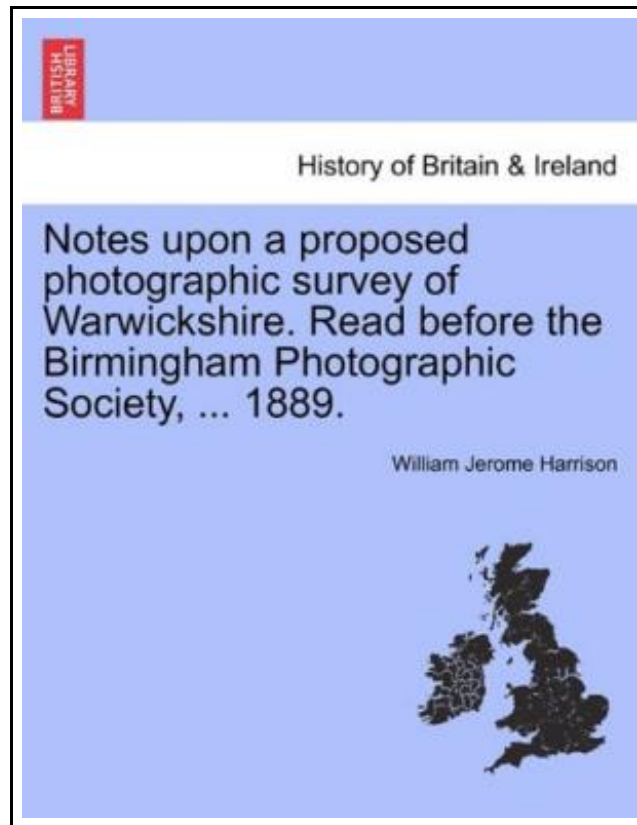 BRITISH
LIBRARY
History of Britain & Ireland
Notes upon a proposed
photographic survey of
Warwickshire. Read before the
Birmingham Photographic
Society, ... 1889.
William Jerome Harrison